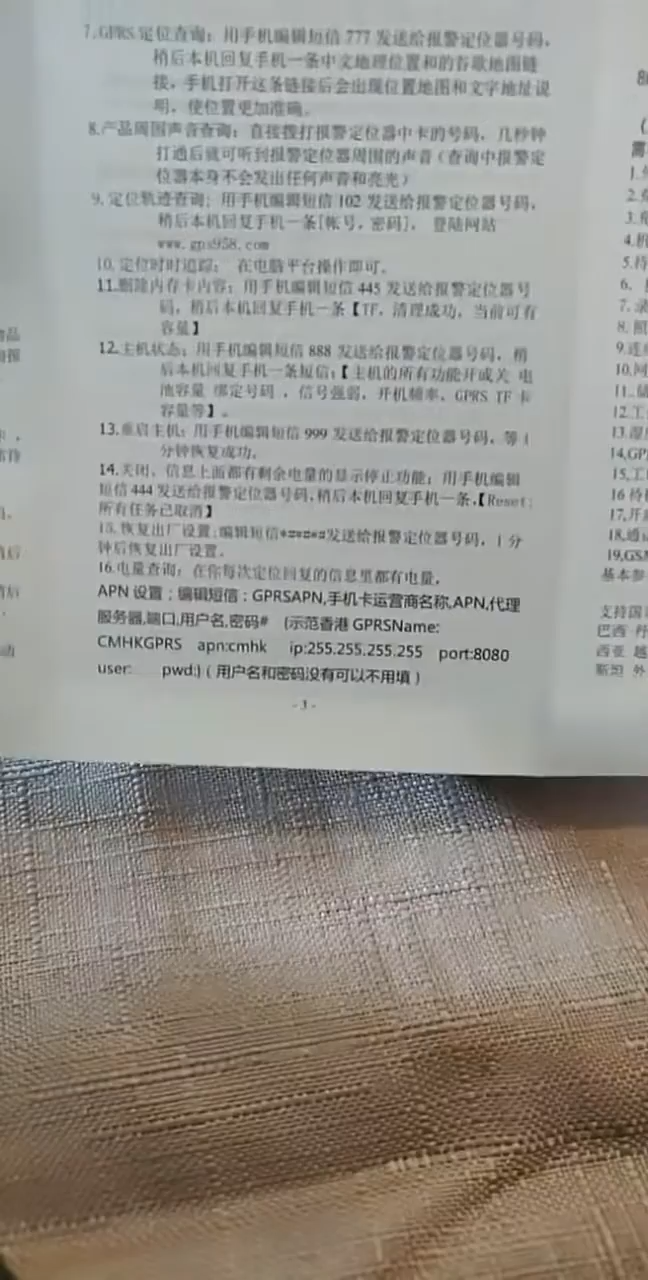 7.GPRS 定位查询：用手机编辑短信 777 发送给报警定位器号码，
稍后本机回复手机一条中文地理位置和的谷歌地图链
接，手机打开这条链接后会出现位置地图和文字地址说
明，使位置更加准确。
8.产品周围声音查询：直接拨打报警定位器中卡的号码，几秒钟
打通后就可听到报警定位器周围的声音（查询中报警定
位器本身不会发出任何声音和亮光）
9.定位轨迹查询：用手机编辑短信 102 发送给报警定位器号码，
稍后本机回复手机一条[帐号，密码]，登陆网站
www.gps958.com
10.定位时时追踪： 在电脑平台操作即可。
11.删除内存卡内容：用手机编辑短信 445 发送给报警定位器号
码，稍后本机回复手机一条【TF，清理成功，当前可有
容量】
12.主机状态：用手机编辑短信 888 发送给报警定位器号码，稍
后本机回复手机一条短信：【主机的所有功能开或关 电
池容量 绑定号码 ，信号强弱，开机频率，GPRS TF 卡
容量等】。
13.重启主机：用手机编辑短信 999 发送给报警定位器号码，等 1
分钟恢复成功。
14.关闭、信息上面都有剩余电量的显示停止功能：用手机编辑
短信 444 发送给报警定位器号码,稍后本机回复手机一条,【Reset:
所有任务已取消】
15.恢复出厂设置:编辑短信发送给报警定位器号码，1 分
钟后恢复出厂设置。
16.电量查询：在你每次定位回复的信息里都有电量，
APN 设置；编辑短信：GPRSAPN,手机卡运营商名称,APN,代理
服务器,端口,用户名,密码# (示范香港 GPRSName:
CMHKGPRS apn:cmhk ip:255.255.255.255 port:8080
user: pwd:)（用户名和密码没有可以不用填）
- 3 -
基本参
支持国
巴西
西亚 越
斯坦 外